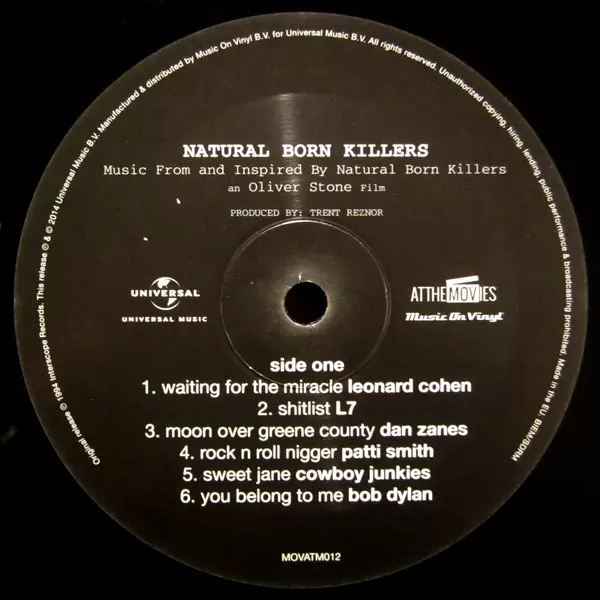 Original release ℗ 1994 Interscope Records. This release ℗ & © 2014 Universal Music B.V. Manufactured & distributed by Music On Vinyl B.V. for Universal Music B.V. All rights reserved. Unauthorized copying, hiring, lending, public performance & broadcasting prohibited. Made in the EU. BIEM/SDRM
NATURAL BORN KILLERS
Music From and Inspired By Natural Born Killers
an Oliver Stone Film
PRODUCED BY: TRENT REZNOR
UNIVERSAL
UNIVERSAL MUSIC
ATTHEMOVIES
Music On Vinyl
side one
1. waiting for the miracle leonard cohen
2. shitlist L7
3. moon over greene county dan zanes
4. rock n roll nigger patti smith
5. sweet jane cowboy junkies
6. you belong to me bob dylan
MOVATM012